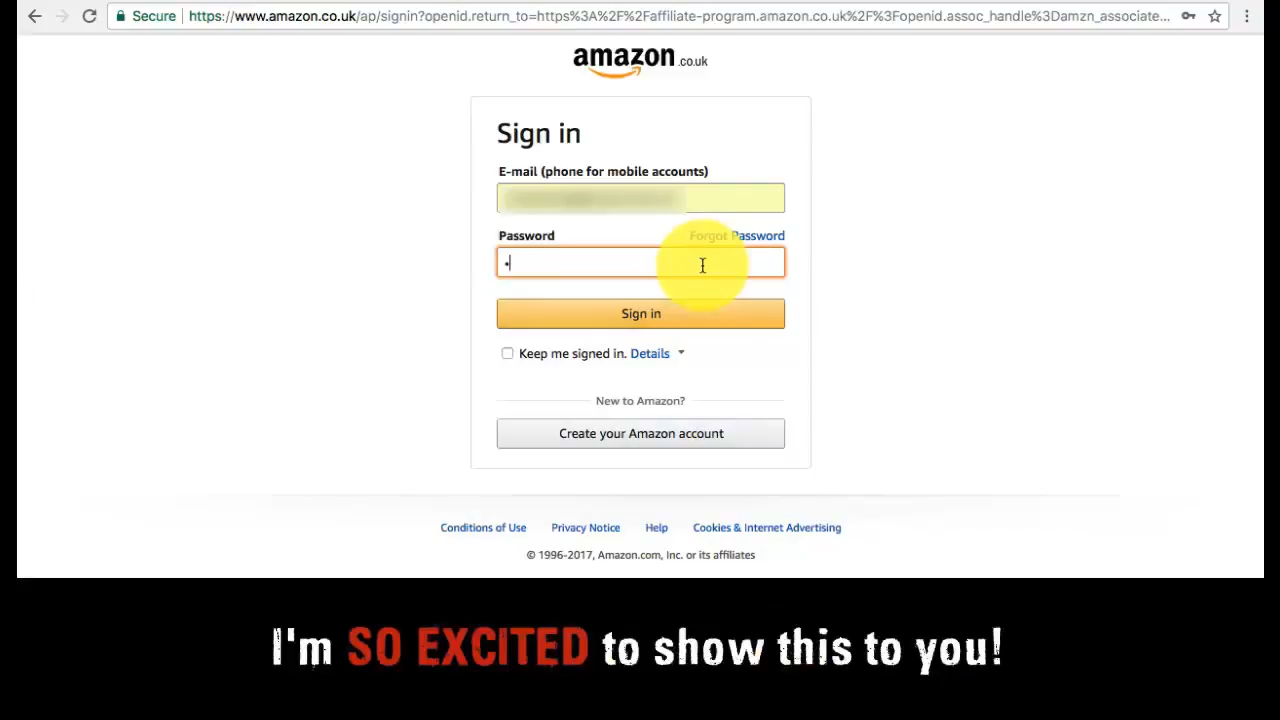 Secure https://www.amazon.co.uk/ap/signin?openid.return_to=https%3A%2F%2Faffiliate-program.amazon.co.uk%2F%3Fopenid.assoc_handle%3Damzn_associate...
amazon.co.uk
Sign in
E-mail (phone for mobile accounts)
Password Forgot Password
Sign in
Keep me signed in. Details
New to Amazon?
Create your Amazon account
Conditions of Use Privacy Notice Help Cookies & Internet Advertising
© 1996-2017, Amazon.com, Inc. or its affiliates
I'm SO EXCITED to show this to you!